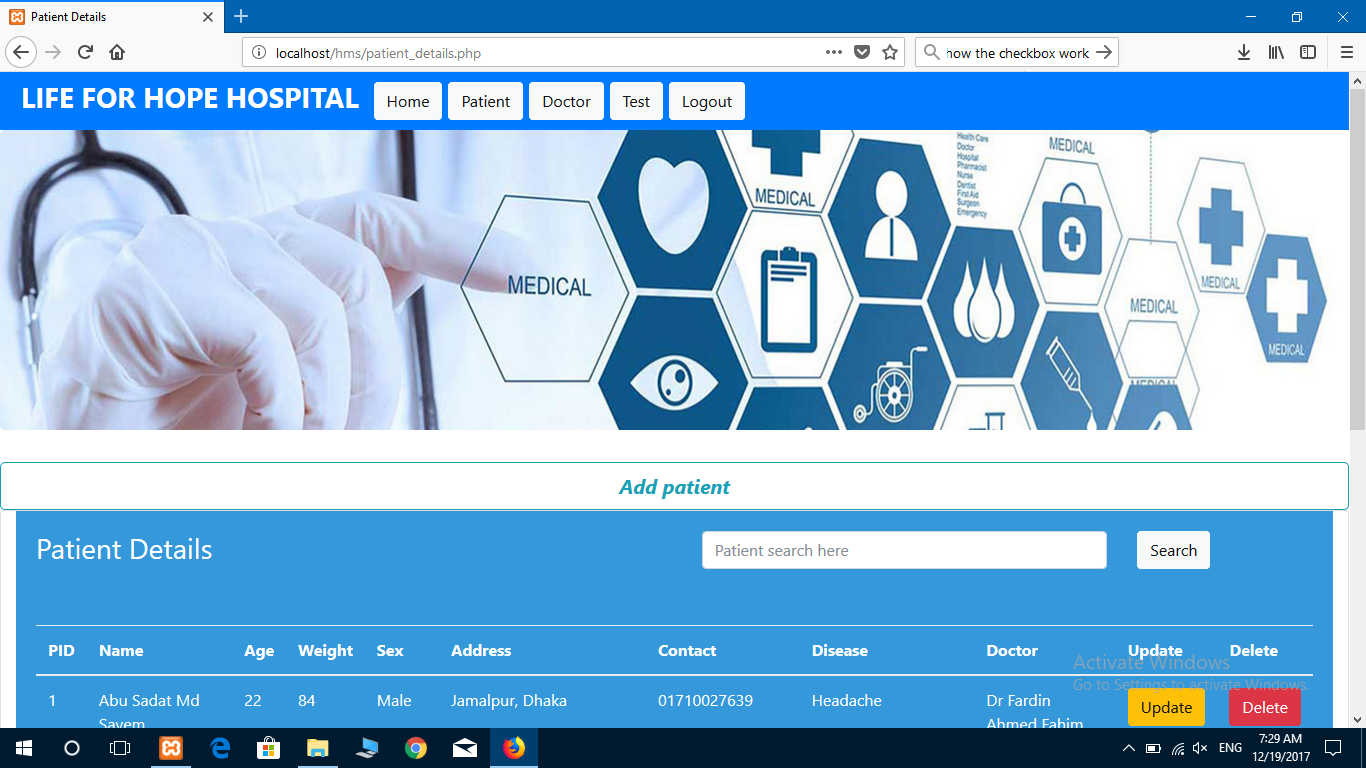 Patient Details
localhost/hms/patient_details.php
how the checkbox work
LIFE FOR HOPE HOSPITAL
Home
Patient
Doctor
Test
Logout
Health Care
Doctor
Hospital
Pharmacist
Nurse
Dentist
First Aid
Surgeon
Emergency
MEDICAL
MEDICAL
MEDICAL
MEDICAL
MEDICAL
MEDICAL
MEDICAL
Add patient
Patient Details
Patient search here
Search
PID Name Age Weight Sex Address Contact Disease Doctor Update Delete
Activate Windows
Go to Settings to activate Windows.
1 Abu Sadat Md 22 84 Male Jamalpur, Dhaka 01710027639 Headache Dr Fardin Update Delete
Sayem Ahmed Fahim
ENG
7:29 AM
12/19/2017